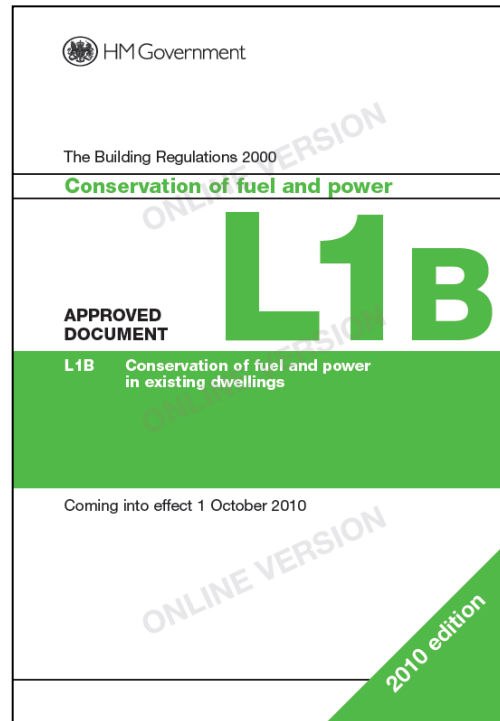 HM Government
The Building Regulations 2000
ONLINE VERSION
Conservation of fuel and power
L1B
APPROVED
DOCUMENT
ONLINE VERSION
L1B Conservation of fuel and power
in existing dwellings
Coming into effect 1 October 2010
ONLINE VERSION
2010 edition